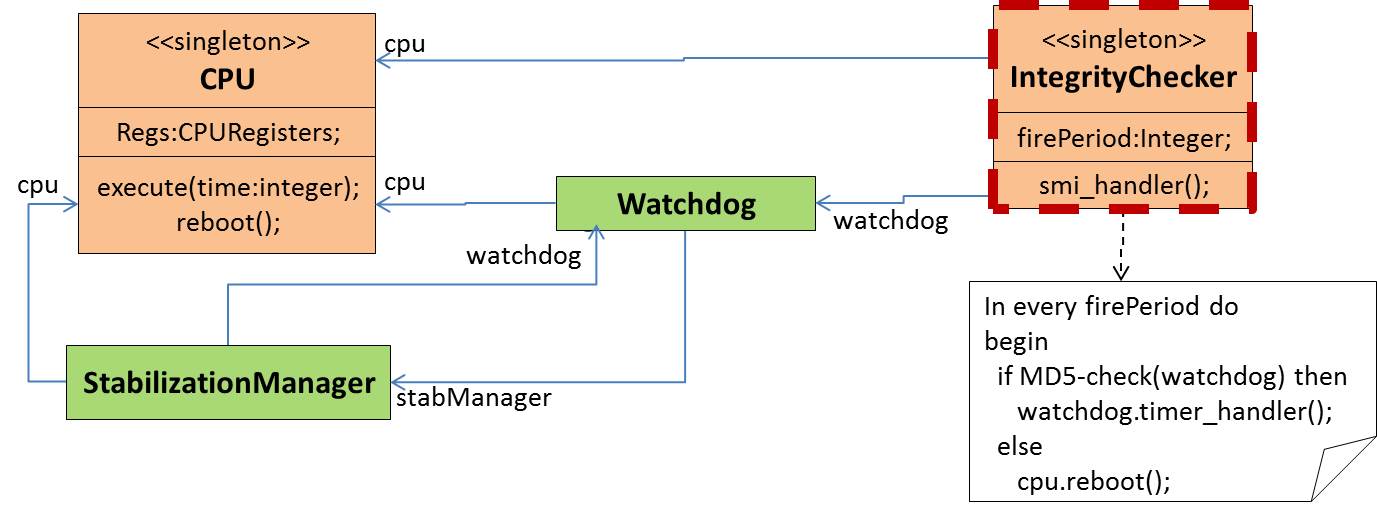 <<singleton>>
CPU
Regs:CPURegisters;
execute(time:integer);
reboot();
cpu
cpu
cpu
<<singleton>>
IntegrityChecker
firePeriod:Integer;
smi_handler();
Watchdog
watchdog
watchdog
StabilizationManager
stabManager
In every firePeriod do
begin
if MD5-check(watchdog) then
watchdog.timer_handler();
else
cpu.reboot();